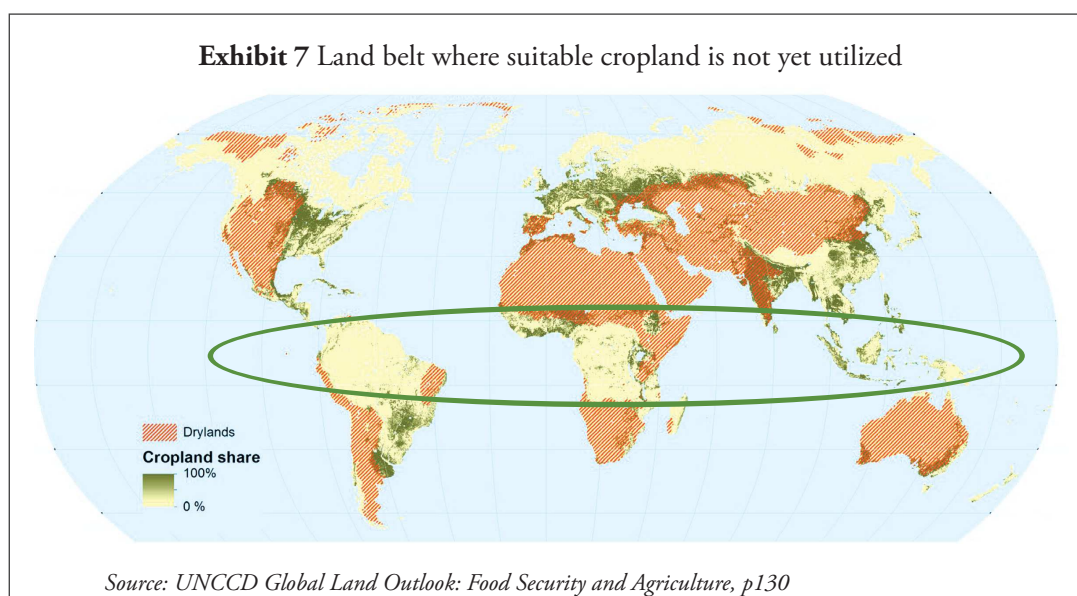 Exhibit 7 Land belt where suitable cropland is not yet utilized
Drylands
Cropland share
100%
0 %
Source: UNCCD Global Land Outlook: Food Security and Agriculture, p130